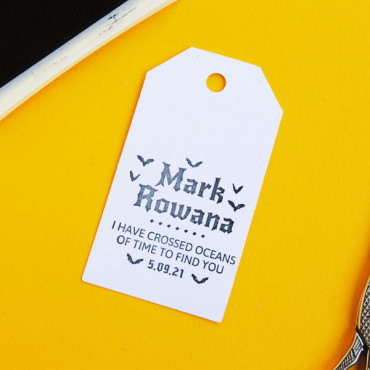 Mark
Rowana
I HAVE CROSSED OCEANS
OF TIME TO FIND YOU
5.09.21